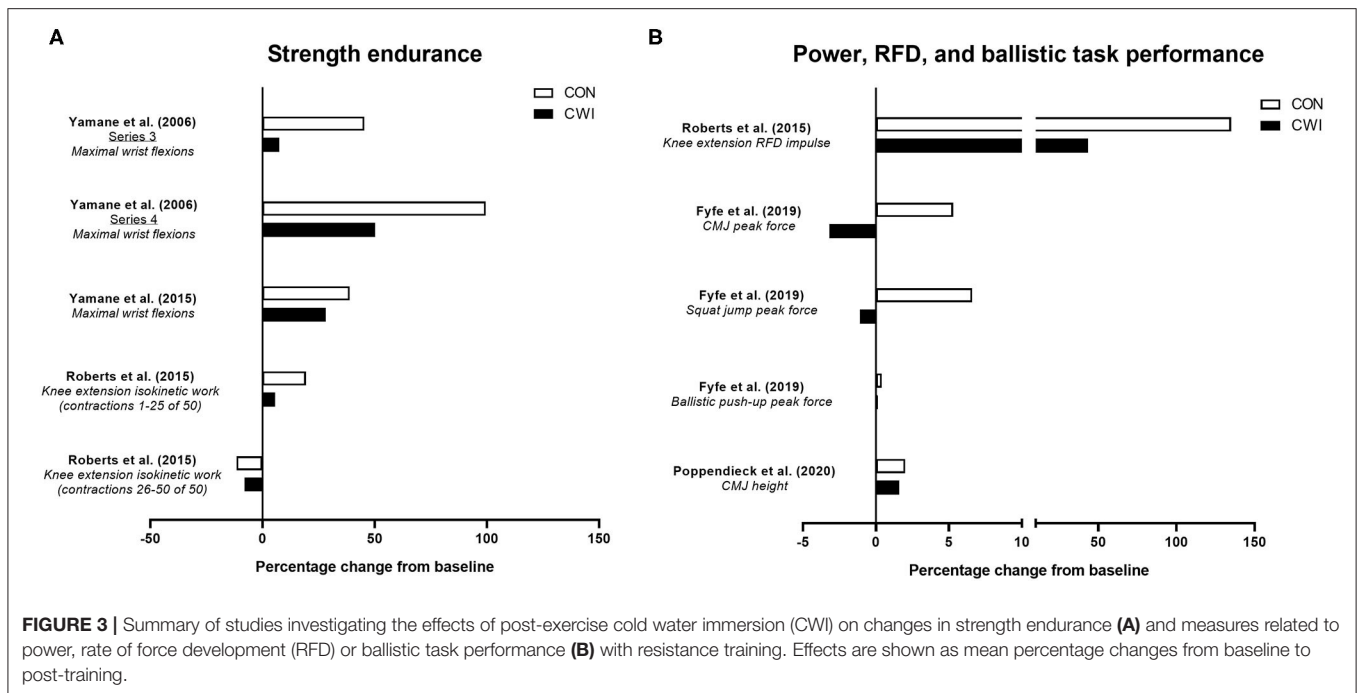 A
Strength endurance
CON
CWI
Yamane et al. (2006)
Series 3
Maximal wrist flexions
Yamane et al. (2006)
Series 4
Maximal wrist flexions
Yamane et al. (2015)
Maximal wrist flexions
Roberts et al. (2015)
Knee extension isokinetic work
(contractions 1-25 of 50)
Roberts et al. (2015)
Knee extension isokinetic work
(contractions 26-50 of 50)
-50 0 50 100 150
Percentage change from baseline
B
Power, RFD, and ballistic task performance
CON
CWI
Roberts et al. (2015)
Knee extension RFD impulse
Fyfe et al. (2019)
CMJ peak force
Fyfe et al. (2019)
Squat jump peak force
Fyfe et al. (2019)
Ballistic push-up peak force
Poppendieck et al. (2020)
CMJ height
-5 0 5 10 50 100 150
Percentage change from baseline
FIGURE 3 | Summary of studies investigating the effects of post-exercise cold water immersion (CWI) on changes in strength endurance (A) and measures related to
power, rate of force development (RFD) or ballistic task performance (B) with resistance training. Effects are shown as mean percentage changes from baseline to
post-training.